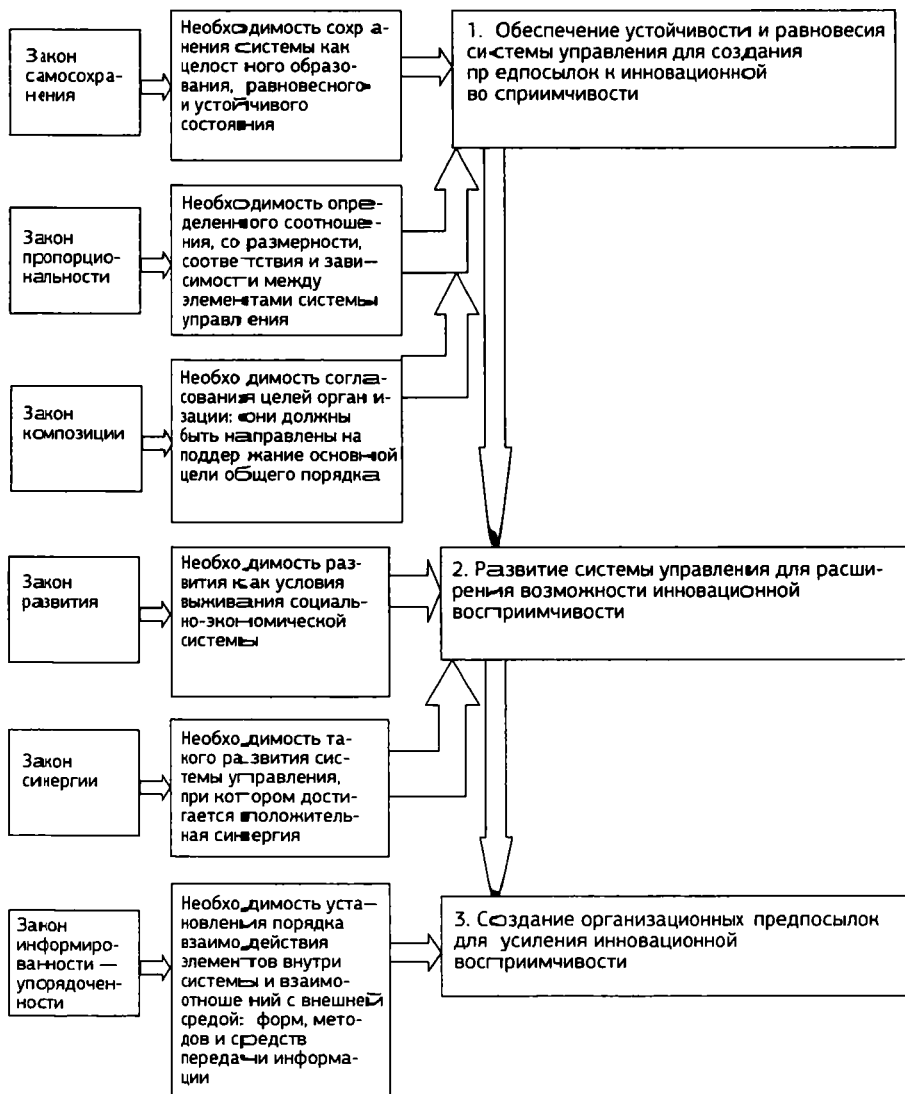 Закон
самосохра-
нения
Необходимость сохра-
нения системы как
целостного образо-
вания, равновесного
и устойчивого
состояния
1. Обеспечение устойчивости и равновесия
системы управления для создания
предпосылок к инновационной
восприимчивости
Закон
пропорцио-
нальности
Необходимость опре-
деленного соотноше-
ния, соразмерности,
соответствия и зави-
симости между
элементами системы
управления
Закон
композиции
Необходимость согла-
сования целей органи-
зации: они должны
быть направлены на
поддержание основной
цели общего порядка
Закон
развития
Необходимость раз-
вития как условия
выживания социаль-
но-экономической
системы
2. Развитие системы управления для расши-
рения возможности инновационной
восприимчивости
Закон
синергии
Необходимость та-
кого развития сис-
темы управления,
при котором дости-
гается положитель-
ная синергия
Закон
информиро-
ванности —
упорядочен-
ности
Необходимость уста-
новления порядка
взаимодействия
элементов внутри
системы и взаимо-
отношений с внешней
средой: форм, мето-
дов и средств
передачи информа-
ции
3. Создание организационных предпосылок
для усиления инновационной
восприимчивости